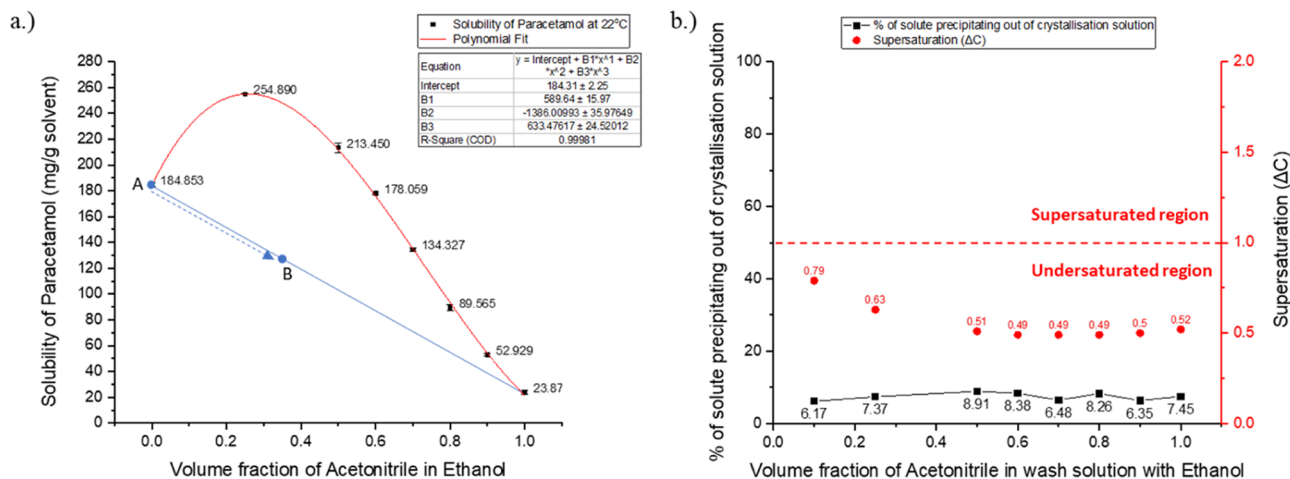 a.)
Solubility of Paracetamol at 22°C
Polynomial Fit
Equation y = Intercept + B1*x^1 + B2
*x^2 + B3*x^3
Intercept 184.31 ± 2.25
B1 589.64 ± 15.97
B2 -1386.00993 ± 35.97649
B3 633.47617 ± 24.52012
R-Square (COD) 0.99981
Solubility of Paracetamol (mg/g solvent)
280
260
240
220
200
180
160
140
120
100
80
60
40
20
0
254.890
213.450
A
184.853
178.059
134.327
B
89.565
52.929
23.87
0.0 0.2 0.4 0.6 0.8 1.0
Volume fraction of Acetonitrile in Ethanol
b.)
% of solute precipitating out of crystallisation solution
Supersaturation (ΔC)
% of solute precipitating out of crystallisation solution
100
80
60
40
20
0
Supersaturated region
Undersaturated region
0.79
0.63
0.51
0.49
0.49
0.49
0.5
0.52
6.17
7.37
8.91
8.38
6.48
8.26
6.35
7.45
2.0
1.5
1.0
0.5
0.0
Supersaturation (ΔC)
0.0 0.2 0.4 0.6 0.8 1.0
Volume fraction of Acetonitrile in wash solution with Ethanol